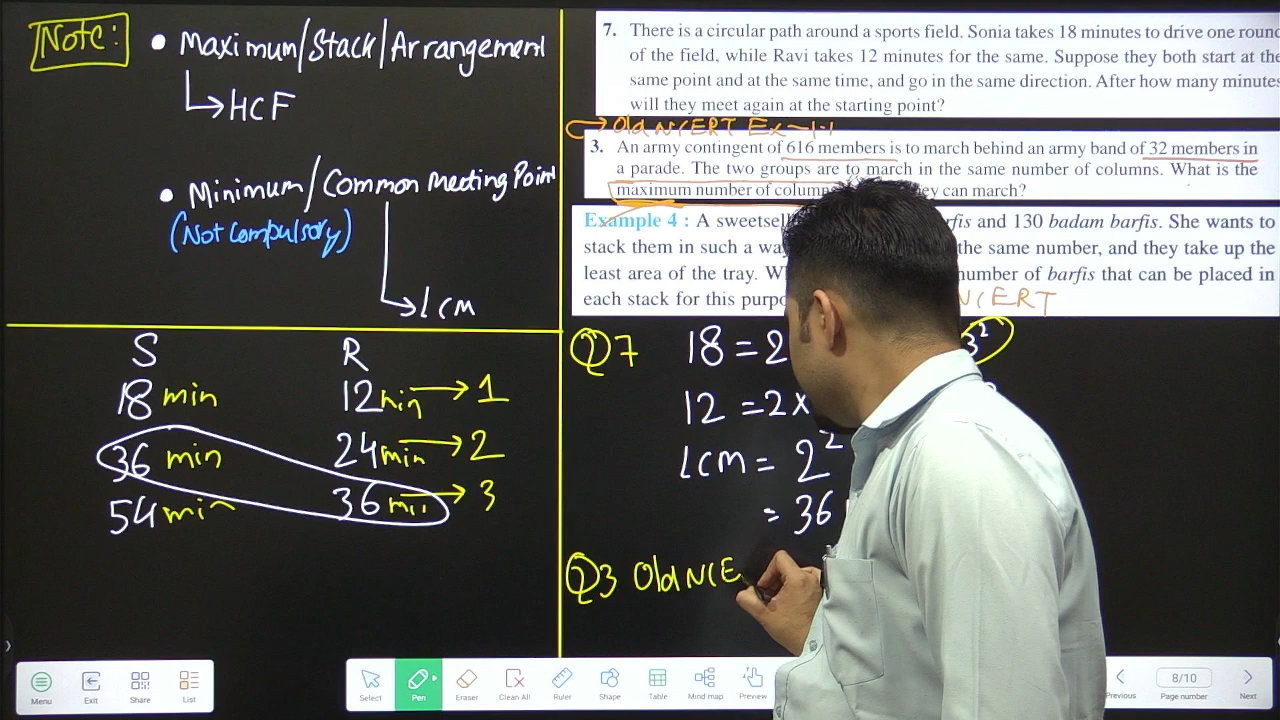 Note:
• Maximum/Stack/Arrangement
HCF
• Minimum/Common Meeting Point
(Not Compulsory)
LCM
S R
18 min 12 min → 1
36 min 24 min → 2
54 min 36 min → 3
7. There is a circular path around a sports field. Sonia takes 18 minutes to drive one round
of the field, while Ravi takes 12 minutes for the same. Suppose they both start at the
same point and at the same time, and go in the same direction. After how many minutes
will they meet again at the starting point?
Old NCERT Ex-1.1
3. An army contingent of 616 members is to march behind an army band of 32 members in
a parade. The two groups are to march in the same number of columns. What is the
maximum number of can march?
Example 4 : A and 130 badam barfis. She wants to
stack them in such a the same number, and they take up the
least area of the tray. number of barfis that can be placed in
each stack for this
NCERT
Q7 18 = 2 3²
12 = 2×
LCM = 2²
= 36
Q3 Old NCE
Menu Exit Share List
Select Pen Eraser Clean All Ruler Shape Table Mind map Preview
Previous 8/10 Page number Next